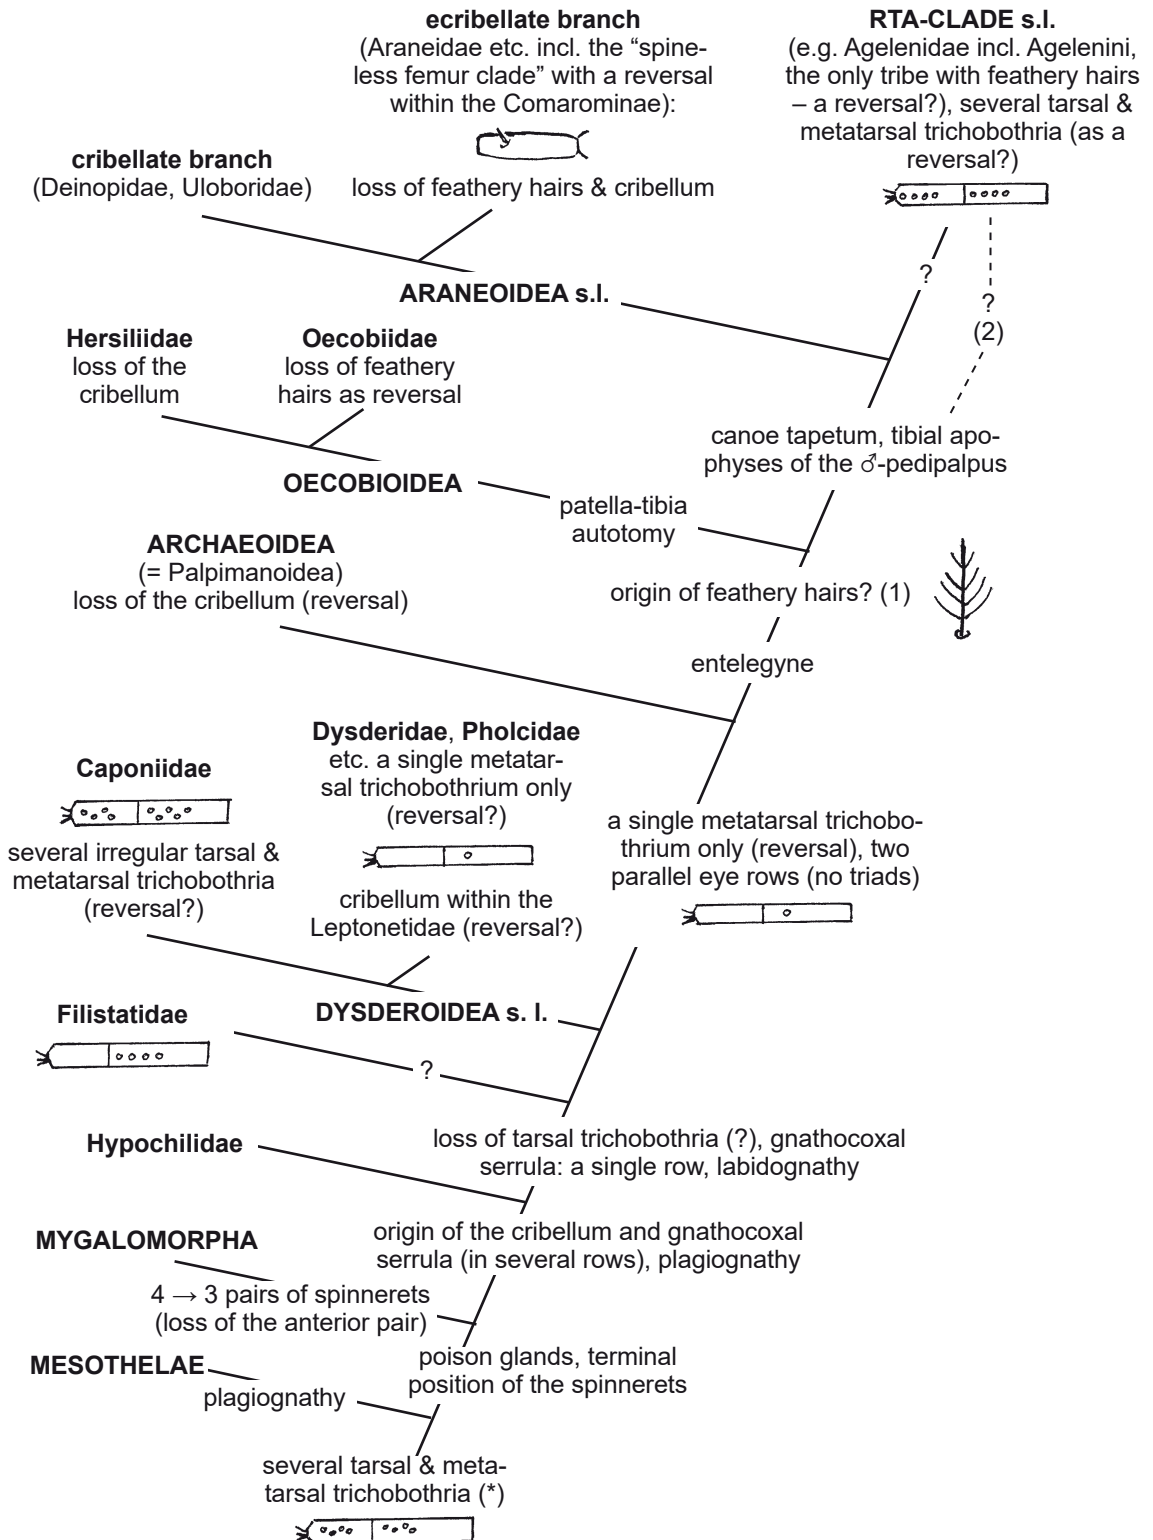 ecribellate branch
(Araneidae etc. incl. the “spine-
less femur clade” with a reversal
within the Comarominae):
loss of feathery hairs & cribellum
RTA-CLADE s.l.
(e.g. Agelenidae incl. Agelenini,
the only tribe with feathery hairs
– a reversal?), several tarsal &
metatarsal trichobothria (as a
reversal?)
cribellate branch
(Deinopidae, Uloboridae)
?
?
(2)
ARANEOIDEA s.l.
Hersiliidae
loss of the
cribellum
Oecobiidae
loss of feathery
hairs as reversal
canoe tapetum, tibial apo-
physes of the ♂-pedipalpus
OECOBIOIDEA
patella-tibia
autotomy
ARCHAEOIDEA
(= Palpimanoidea)
loss of the cribellum (reversal)
origin of feathery hairs? (1)
entelegyne
Caponiidae
several irregular tarsal &
metatarsal trichobothria
(reversal?)
Dysderidae, Pholcidae
etc. a single metatar-
sal trichobothrium only
(reversal?)
cribellum within the
Leptonetidae (reversal?)
a single metatarsal trichobo-
thrium only (reversal), two
parallel eye rows (no triads)
DYSDEROIDEA s. l.
Filistatidae
?
Hypochilidae
loss of tarsal trichobothria (?), gnathocoxal
serrula: a single row, labidognathy
origin of the cribellum and gnathocoxal
serrula (in several rows), plagiognathy
MYGALOMORPHA
4 → 3 pairs of spinnerets
(loss of the anterior pair)
poison glands, terminal
position of the spinnerets
MESOTHELAE
plagiognathy
several tarsal & meta-
tarsal trichobothria (*)